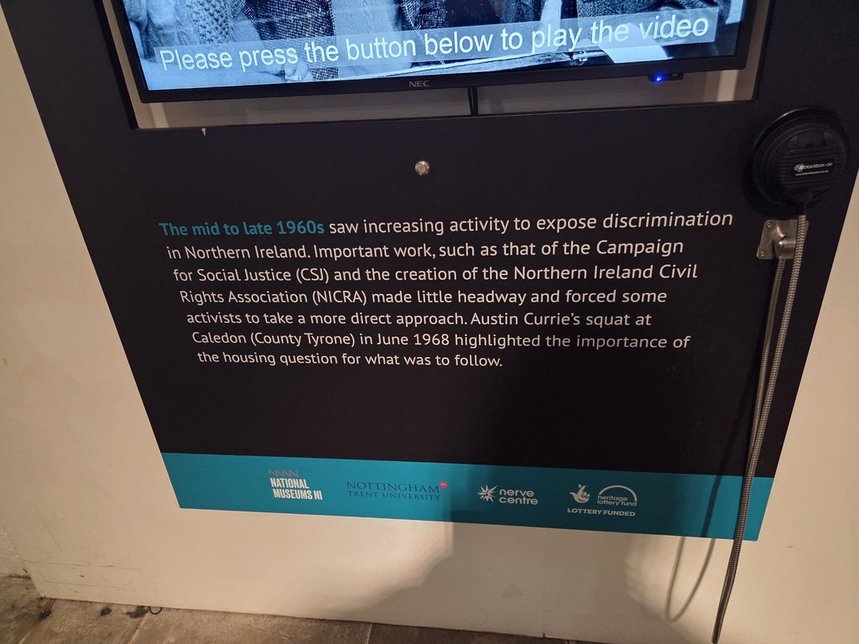 Please press the button below to play the video
NEC
blackbox-av
The mid to late 1960s saw increasing activity to expose discrimination
in Northern Ireland. Important work, such as that of the Campaign
for Social Justice (CSJ) and the creation of the Northern Ireland Civil
Rights Association (NICRA) made little headway and forced some
activists to take a more direct approach. Austin Currie's squat at
Caledon (County Tyrone) in June 1968 highlighted the importance of
the housing question for what was to follow.
NATIONAL
MUSEUMS NI
NOTTINGHAM
TRENT UNIVERSITY
nerve
centre
heritage
lottery fund
LOTTERY FUNDED